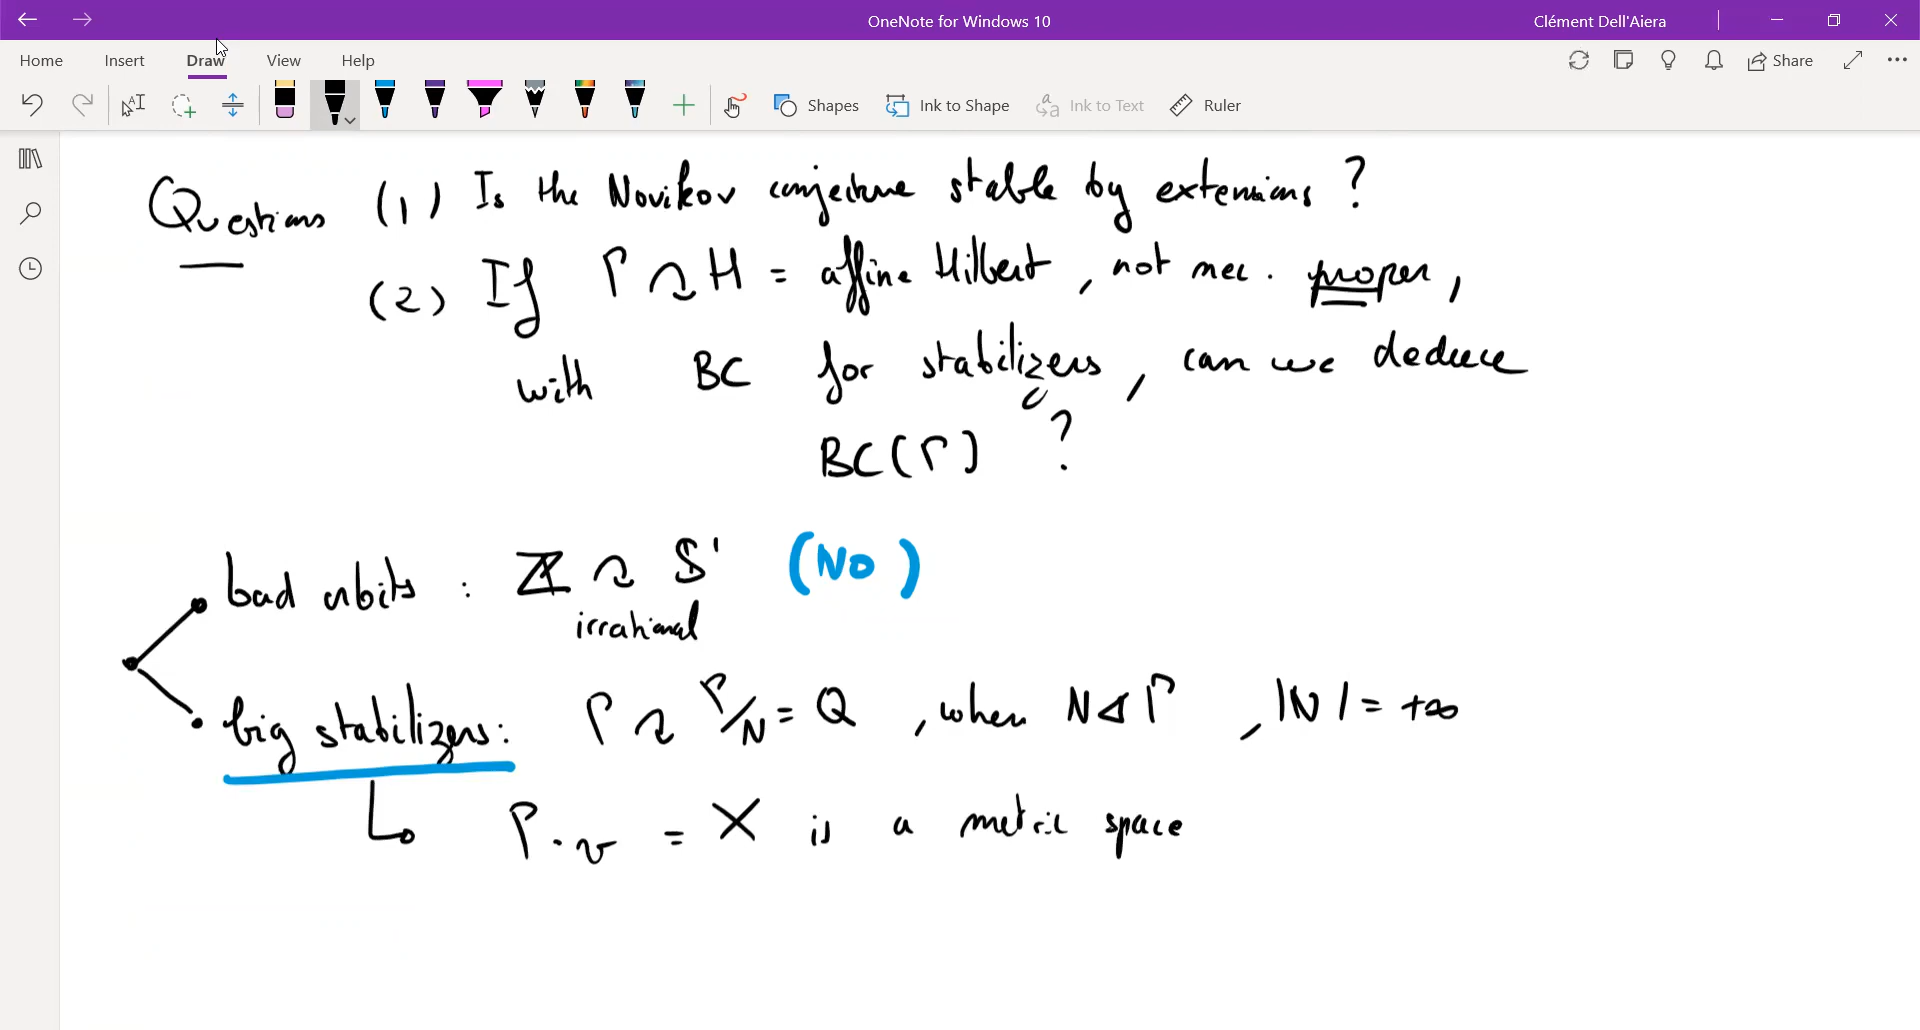 OneNote for Windows 10
Clément Dell'Aiera
Home Insert Draw View Help
Share
Shapes Ink to Shape Ink to Text Ruler
Questions (1) Is the Novikov conjecture stable by extensions ?
(2) If Γ ↷ H = affine Hilbert, not nec. proper,
with BC for stabilizers, can we deduce
BC(Γ) ?
bad orbits : ℤ ↷ S¹ (NO)
irrational
big stabilizers: Γ ↷ Γ/N = Q , when N ◁ Γ , |N| = +∞
Γ.v = X is a metric space